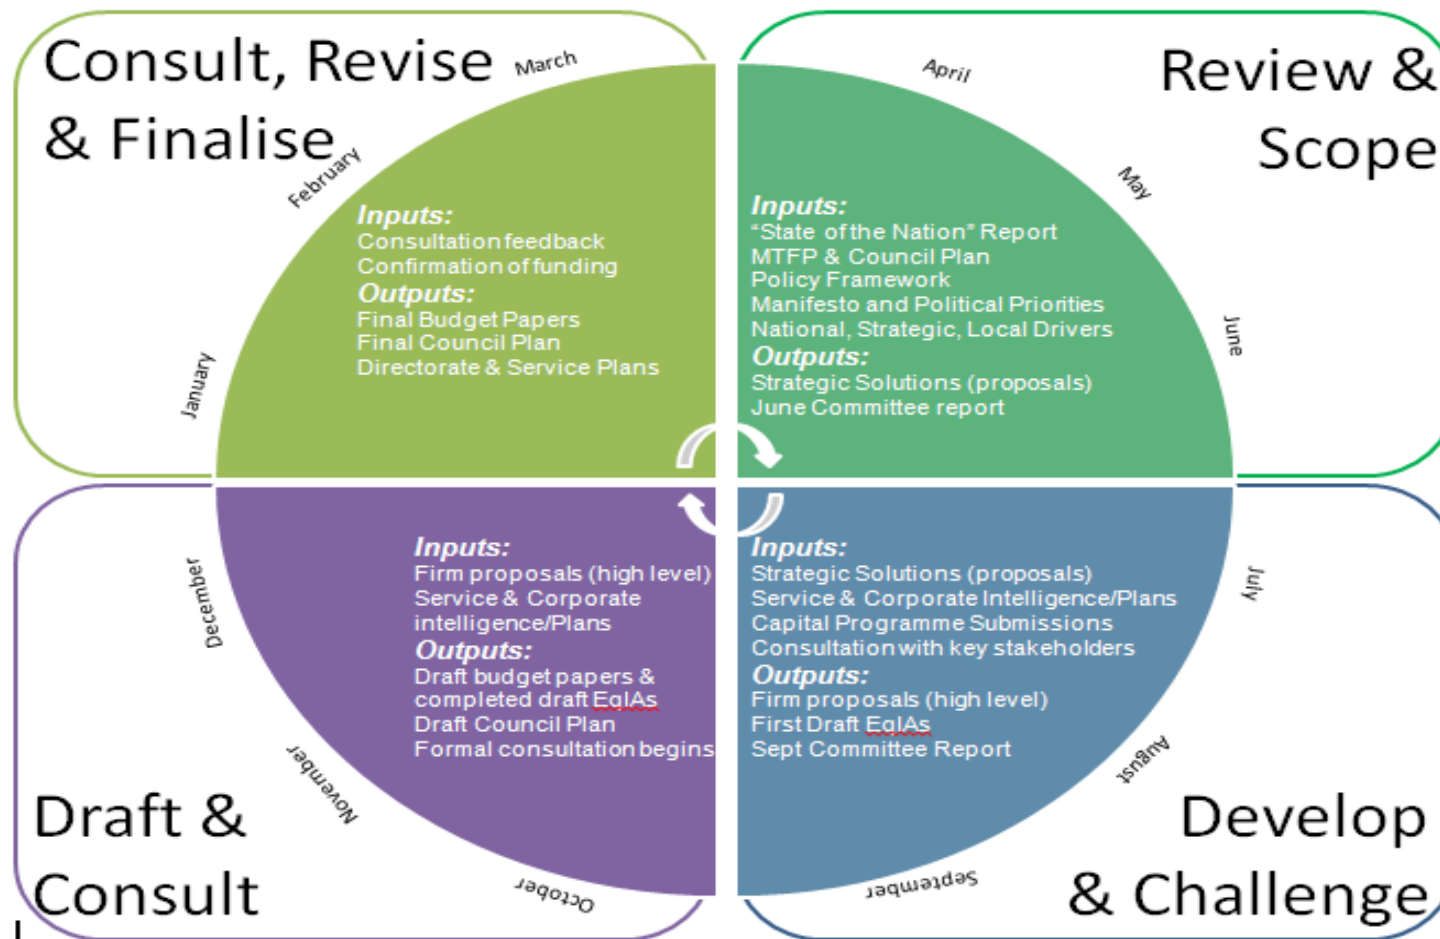 Consult, Revise
& Finalise
March
February
January
Inputs:
Consultation feedback
Confirmation of funding
Outputs:
Final Budget Papers
Final Council Plan
Directorate & Service Plans
Review &
Scope
April
May
June
Inputs:
“State of the Nation” Report
MTFP & Council Plan
Policy Framework
Manifesto and Political Priorities
National, Strategic, Local Drivers
Outputs:
Strategic Solutions (proposals)
June Committee report
Inputs:
Firm proposals (high level)
Service & Corporate
intelligence/Plans
Outputs:
Draft budget papers &
completed draft EqIAs
Draft Council Plan
Formal consultation begins
December
November
October
Draft &
Consult
Inputs:
Strategic Solutions (proposals)
Service & Corporate Intelligence/Plans
Capital Programme Submissions
Consultation with key stakeholders
Outputs:
Firm proposals (high level)
First Draft EqIAs
Sept Committee Report
July
August
September
Develop
& Challenge